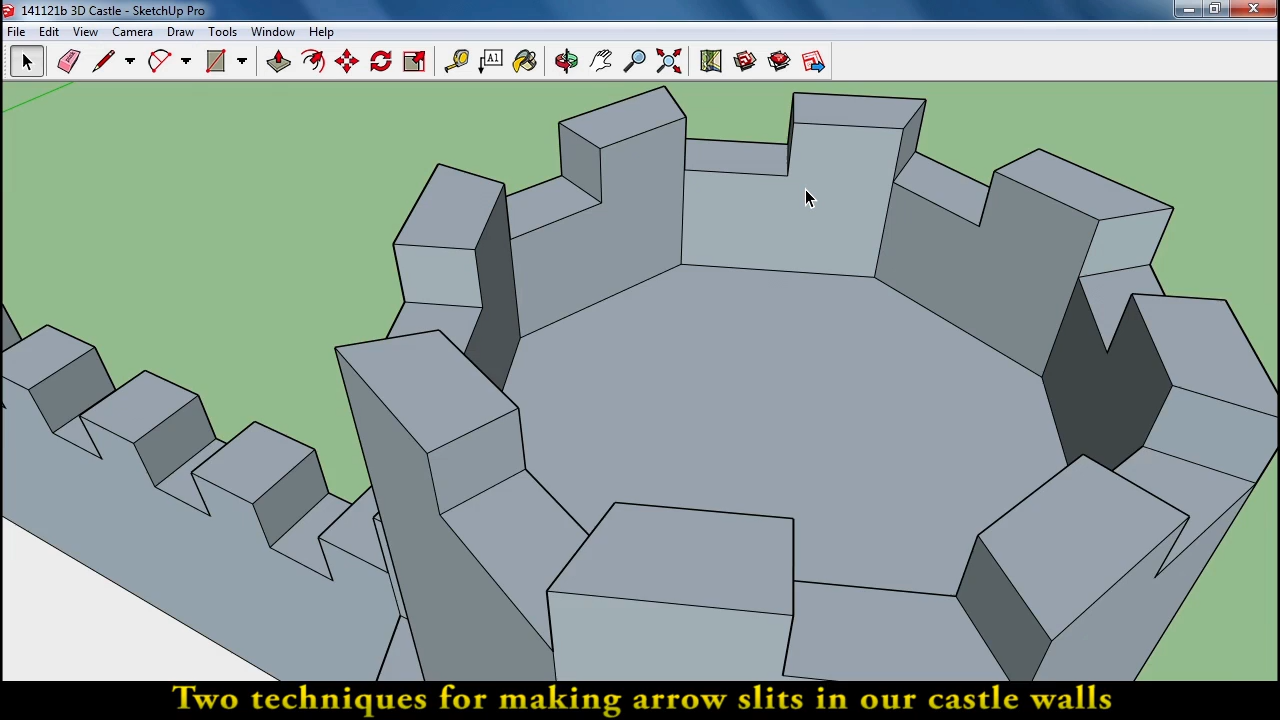 141121b 3D Castle - SketchUp Pro
File Edit View Camera Draw Tools Window Help
A1
Two techniques for making arrow slits in our castle walls